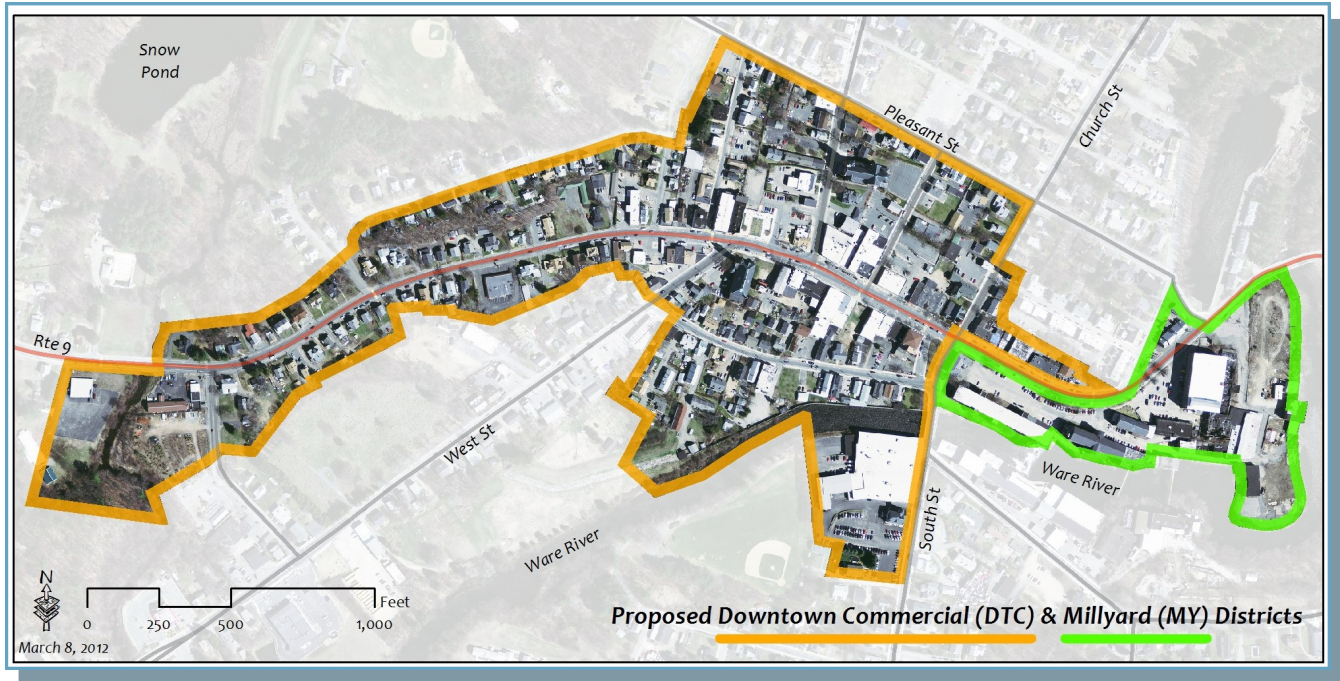 Snow
Pond
Pleasant St
Church St
Rte 9
West St
Ware River
South St
Ware River
N
Feet
0 250 500 1,000
March 8, 2012
Proposed Downtown Commercial (DTC) & Millyard (MY) Districts